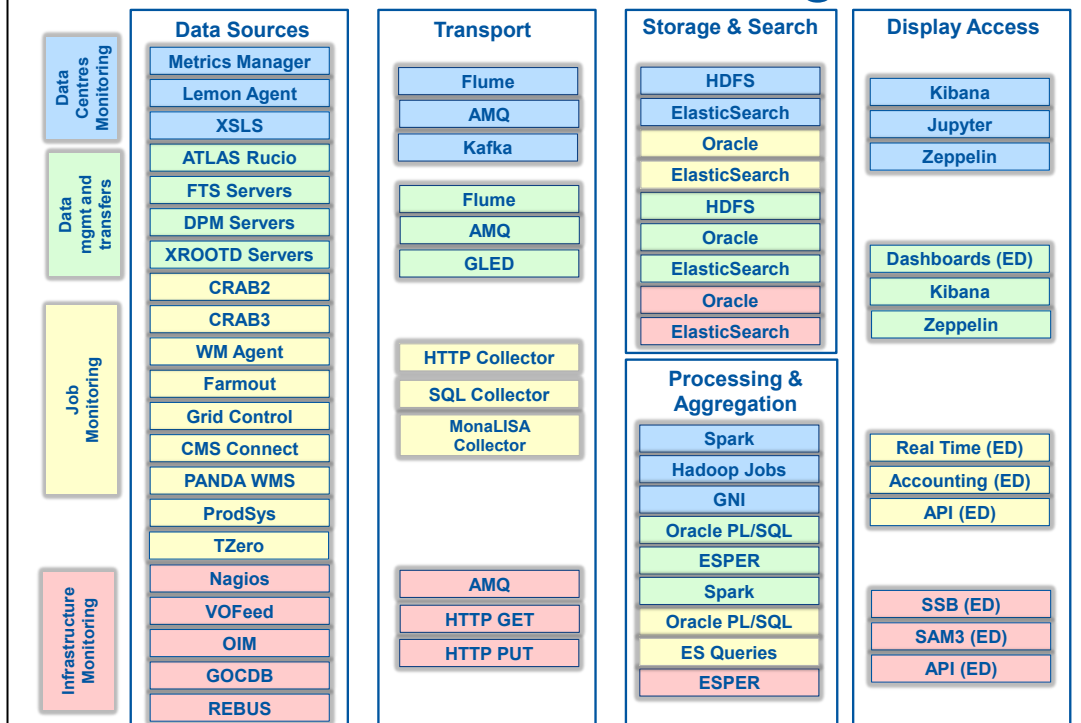 Data Sources
Transport
Storage & Search
Display Access
Data
Centres
Monitoring
Data
mgmt and
transfers
Job
Monitoring
Infrastructure
Monitoring
Metrics Manager
Lemon Agent
XSLS
ATLAS Rucio
FTS Servers
DPM Servers
XROOTD Servers
CRAB2
CRAB3
WM Agent
Farmout
Grid Control
CMS Connect
PANDA WMS
ProdSys
TZero
Nagios
VOFeed
OIM
GOCDB
REBUS
Flume
AMQ
Kafka
Flume
AMQ
GLED
HTTP Collector
SQL Collector
MonaLISA
Collector
AMQ
HTTP GET
HTTP PUT
HDFS
ElasticSearch
Oracle
ElasticSearch
HDFS
Oracle
ElasticSearch
Oracle
ElasticSearch
Processing &
Aggregation
Spark
Hadoop Jobs
GNI
Oracle PL/SQL
ESPER
Spark
Oracle PL/SQL
ES Queries
ESPER
Kibana
Jupyter
Zeppelin
Dashboards (ED)
Kibana
Zeppelin
Real Time (ED)
Accounting (ED)
API (ED)
SSB (ED)
SAM3 (ED)
API (ED)